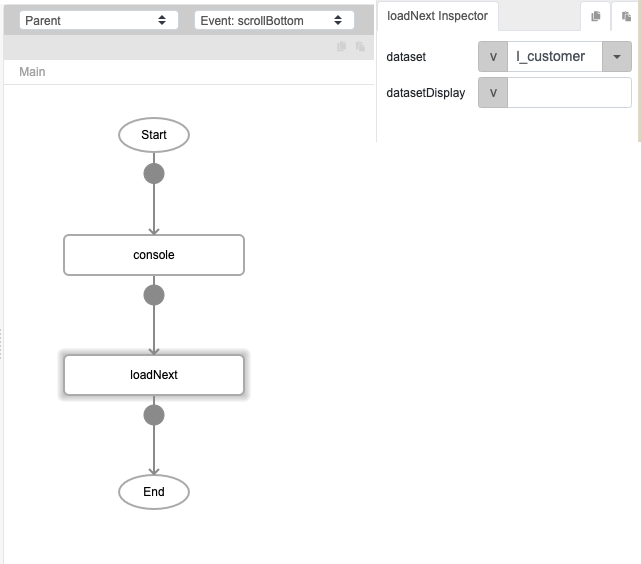 Parent
Event: scrollBottom
Main
Start
console
loadNext
End
loadNext Inspector
dataset
v
l_customer
datasetDisplay
v